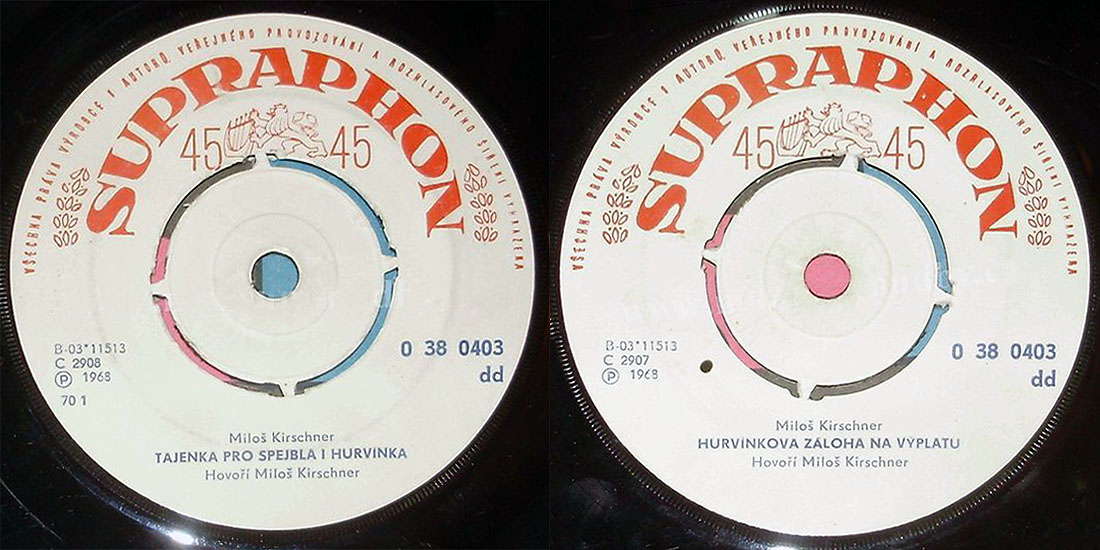 VŠECHNA PRÁVA VÝROBCE I AUTORŮ, VEŘEJNÉHO PROVOZOVÁNÍ A ROZHLASOVÉHO ŠÍŘENÍ VYHRAZENA
SUPRAPHON
45 45
B-03*11513
C 2908
Ⓟ 1968
70 1
0 38 0403
dd
Miloš Kirschner
TAJENKA PRO SPEJBLA I HURVÍNKA
Hovoří Miloš Kirschner
VŠECHNA PRÁVA VÝROBCE I AUTORŮ, VEŘEJNÉHO PROVOZOVÁNÍ A ROZHLASOVÉHO ŠÍŘENÍ VYHRAZENA
SUPRAPHON
45 45
B-03*11513
C 2907
Ⓟ 1968
0 38 0403
dd
Miloš Kirschner
HURVÍNKOVA ZÁLOHA NA VÝPLATU
Hovoří Miloš Kirschner